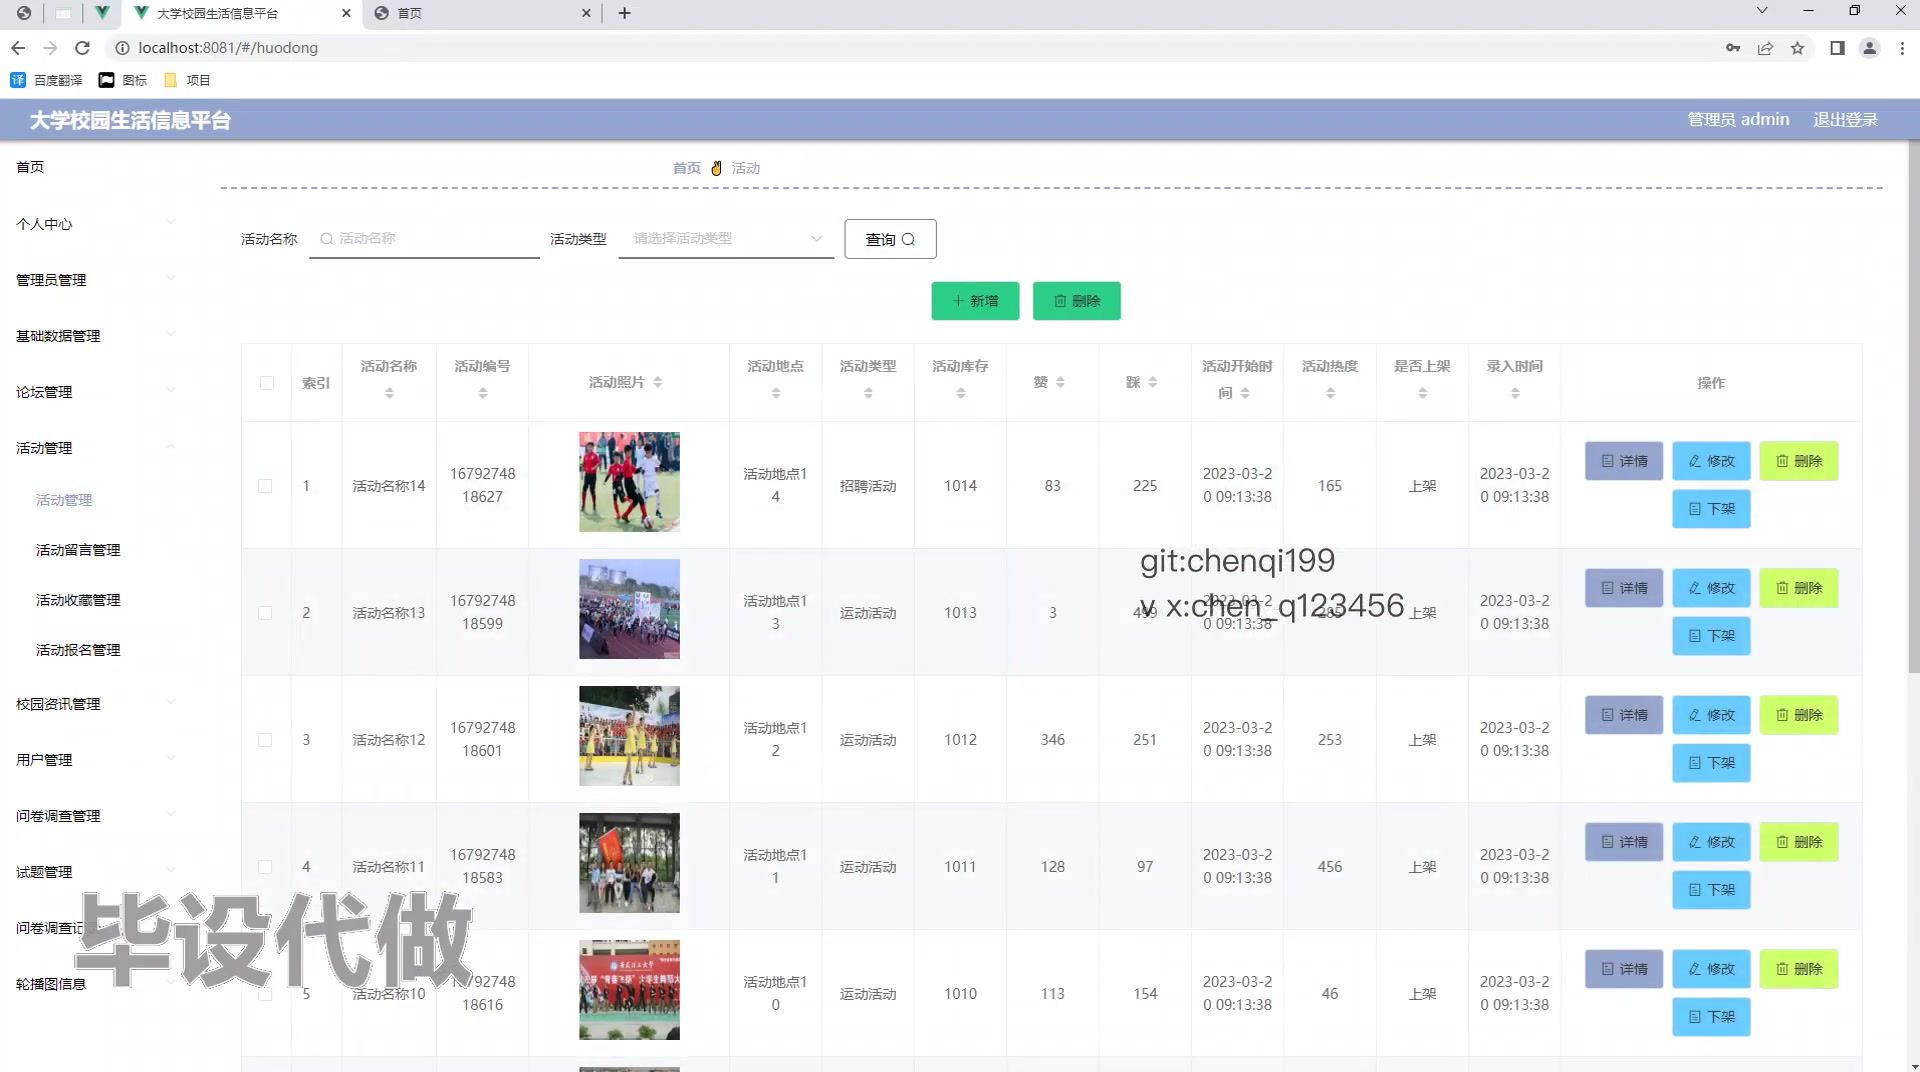 大学校园生活信息平台
首页
localhost:8081/#/huodong
百度翻译
图标
项目
大学校园生活信息平台
管理员 admin
退出登录
首页
个人中心
管理员管理
基础数据管理
论坛管理
活动管理
活动管理
活动留言管理
活动收藏管理
活动报名管理
校园资讯管理
用户管理
问卷调查管理
试题管理
轮播图信息
首页 ✌ 活动
活动名称 活动名称 活动类型 请选择活动类型 查询
新增 删除
索引 活动名称 活动编号 活动照片 活动地点 活动类型 活动库存 赞 踩 活动开始时间 活动热度 是否上架 录入时间 操作
1 活动名称14 1679274818627 活动地点14 招聘活动 1014 83 225 2023-03-20 09:13:38 165 上架 2023-03-20 09:13:38 详情 修改 删除 下架
2 活动名称13 1679274818599 活动地点13 运动活动 1013 3 499 2023-03-20 09:13:38 上架 2023-03-20 09:13:38 详情 修改 删除 下架
git:chenqi199
v x:chen_q123456
3 活动名称12 1679274818601 活动地点12 运动活动 1012 346 251 2023-03-20 09:13:38 253 上架 2023-03-20 09:13:38 详情 修改 删除 下架
4 活动名称11 1679274818583 活动地点11 运动活动 1011 128 97 2023-03-20 09:13:38 456 上架 2023-03-20 09:13:38 详情 修改 删除 下架
5 活动名称10 活动地点10 运动活动 1010 113 154 2023-03-20 09:13:38 46 上架 2023-03-20 09:13:38 详情 修改 删除 下架
毕设代做